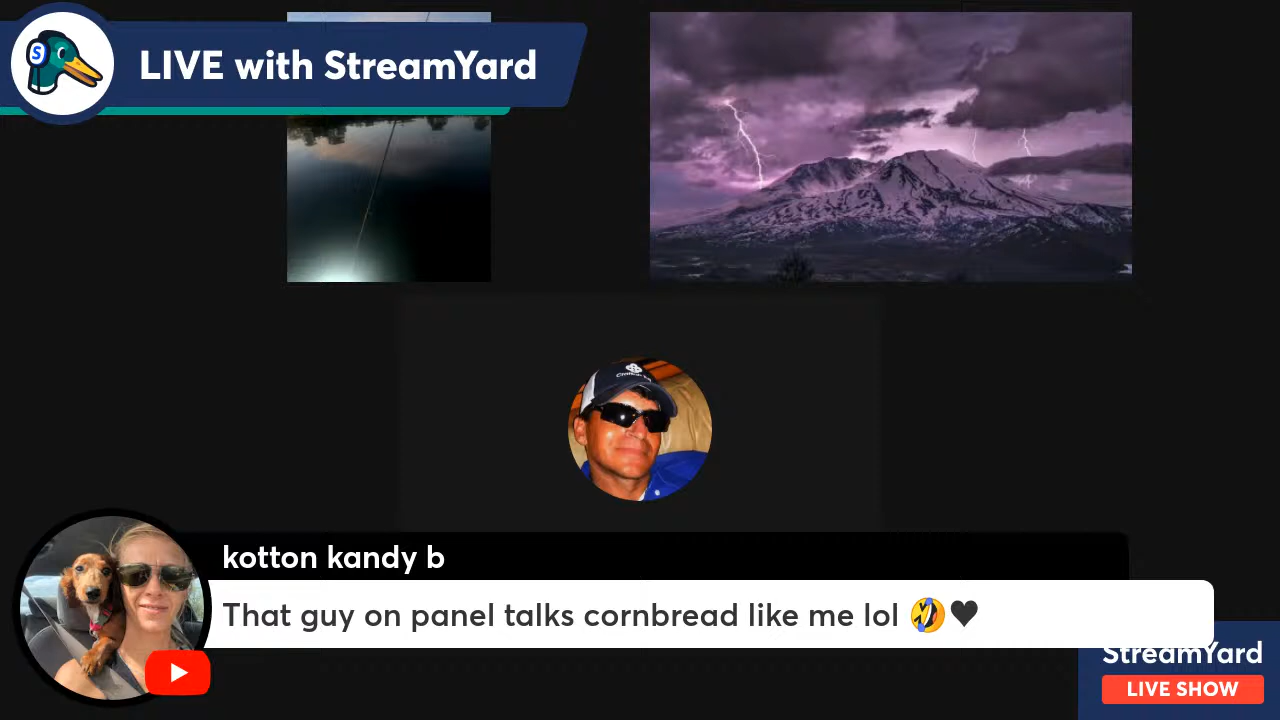 S
LIVE with StreamYard
kotton kandy b
That guy on panel talks cornbread like me lol 🤣🖤
StreamYard
LIVE SHOW